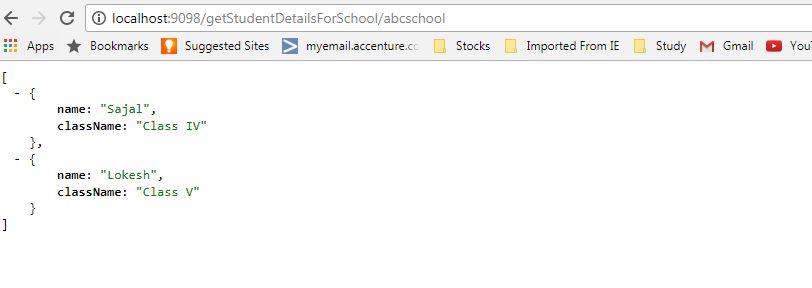 localhost:9098/getStudentDetailsForSchool/abcschool
Apps Bookmarks Suggested Sites myemail.accenture.cc Stocks Imported From IE Study Gmail You
[
- {
name: "Sajal",
className: "Class IV"
},
- {
name: "Lokesh",
className: "Class V"
}
]